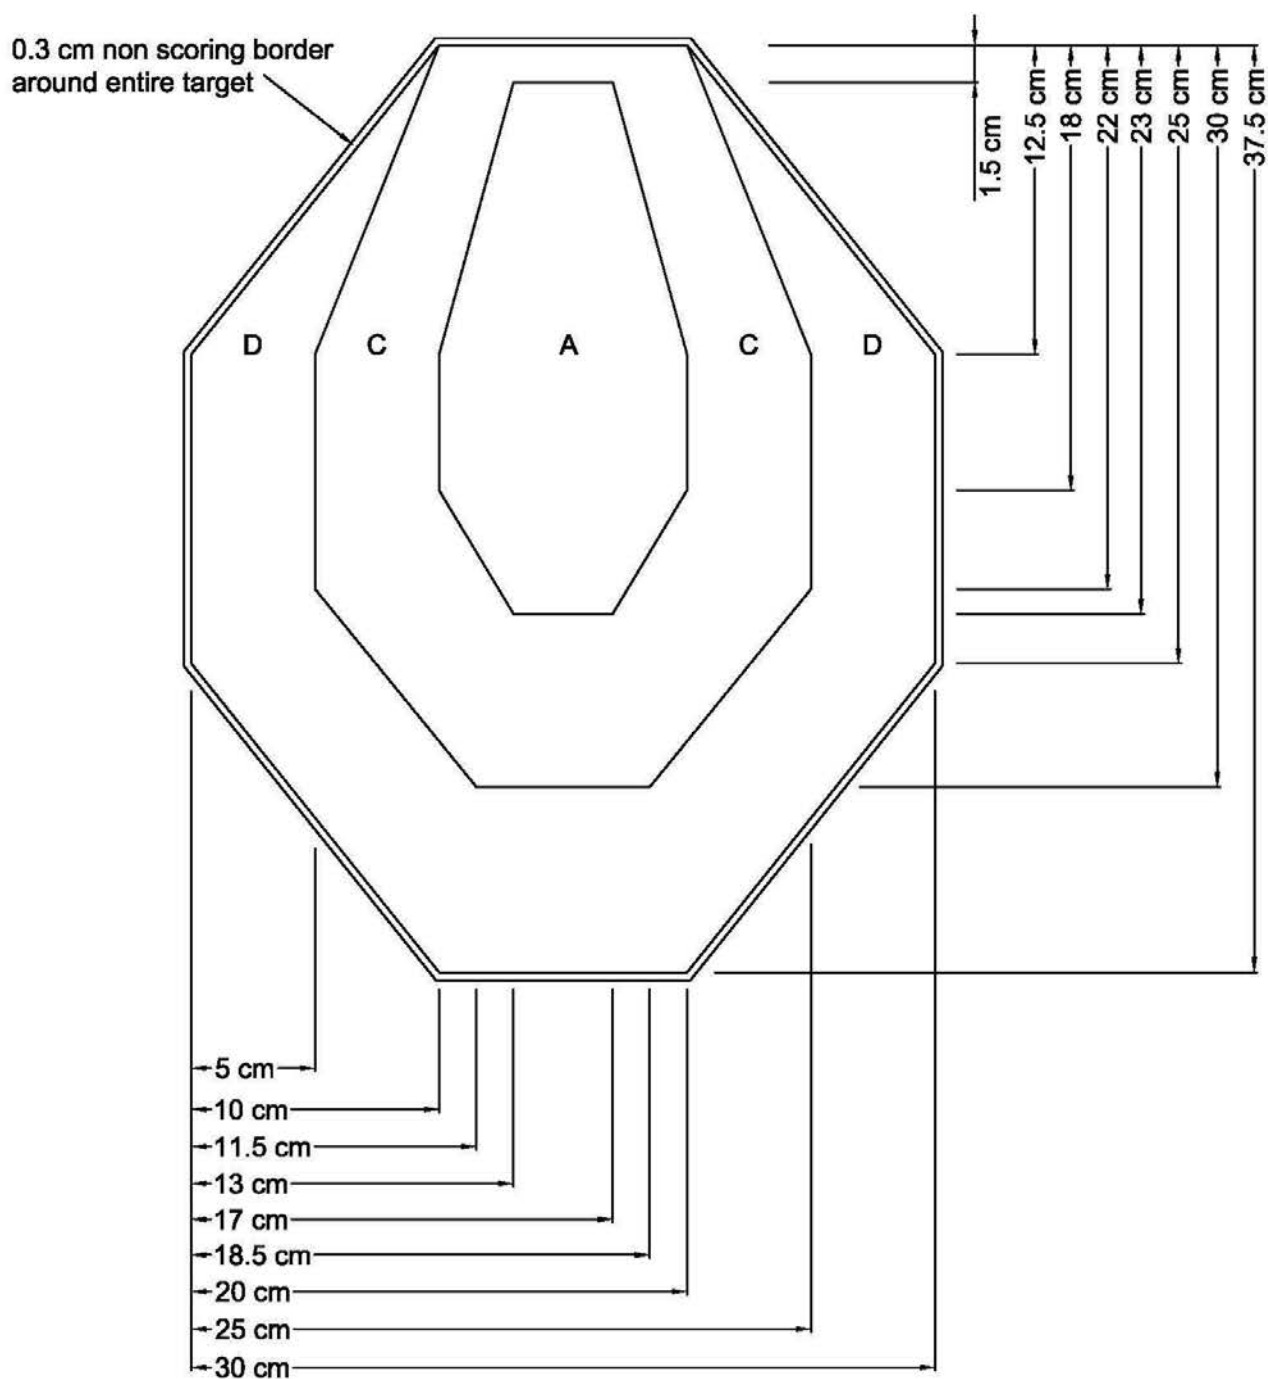 0.3 cm non scoring border
around entire target
1.5 cm
12.5 cm
18 cm
22 cm
23 cm
25 cm
30 cm
37.5 cm
D
C
A
C
D
5 cm
10 cm
11.5 cm
13 cm
17 cm
18.5 cm
20 cm
25 cm
30 cm